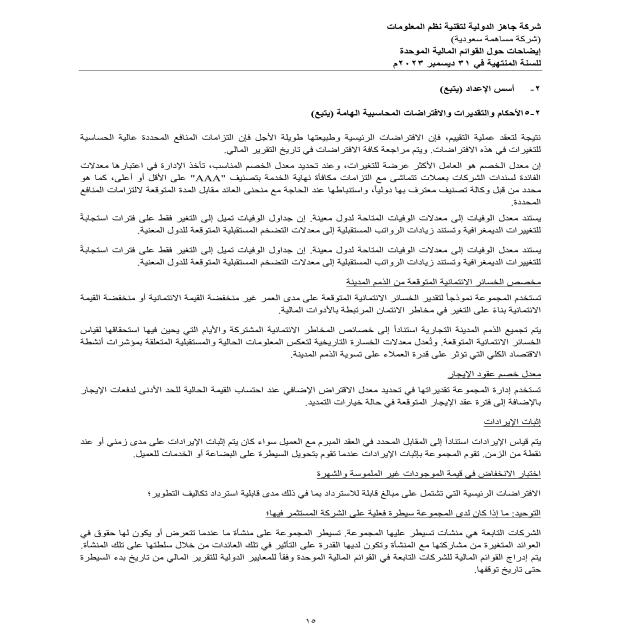 شركة جاهز الدولية لتقنية نظم المعلومات
(شركة مساهمة سعودية)
إيضاحات حول القوائم المالية الموحدة
للسنة المنتهية في ٣١ ديسمبر ٢٠٢٣م
٢- أسس الإعداد (يتبع)
٢-٥ الأحكام والتقديرات والافتراضات المحاسبية الهامة (يتبع)
نتيجة لتعقد عملية التقييم، فإن الافتراضات الرئيسية وطبيعتها طويلة الأجل فإن التزامات المنافع المحددة عالية الحساسية
للتغيرات في هذه الافتراضات. ويتم مراجعة كافة الافتراضات في تاريخ التقرير المالي.
إن معدل الخصم هو العامل الأكثر عرضة للتغيرات، وعند تحديد معدل الخصم المناسب، تأخذ الإدارة في اعتبارها معدلات
الفائدة لسندات الشركات بعملات تتماشى مع التزامات مكافأة نهاية الخدمة بتصنيف "AAA" على الأقل أو أعلى، كما هو
محدد من قبل وكالة تصنيف معترف بها دولياً، واستنباطها عند الحاجة مع منحنى العائد مقابل المدة المتوقعة لالتزامات المنافع
المحددة.
يستند معدل الوفيات إلى معدلات الوفيات المتاحة لدول معينة. إن جداول الوفيات تميل إلى التغير فقط على فترات استجابةً
للتغييرات الديمغرافية وتستند زيادات الرواتب المستقبلية إلى معدلات التضخم المستقبلية المتوقعة للدول المعنية.
يستند معدل الوفيات إلى معدلات الوفيات المتاحة لدول معينة. إن جداول الوفيات تميل إلى التغير فقط على فترات استجابةً
للتغييرات الديمغرافية وتستند زيادات الرواتب المستقبلية إلى معدلات التضخم المستقبلية المتوقعة للدول المعنية.
مخصص الخسائر الائتمانية المتوقعة من الذمم المدينة
تستخدم المجموعة نموذجاً لتقدير الخسائر الائتمانية المتوقعة على مدى العمر غير منخفضة القيمة الائتمانية أو منخفضة القيمة
الائتمانية بناءً على التغير في مخاطر الائتمان المرتبطة بالأدوات المالية.
يتم تجميع الذمم المدينة التجارية استناداً إلى خصائص المخاطر الائتمانية المشتركة والأيام التي يحين فيها استحقاقها لقياس
الخسائر الائتمانية المتوقعة. وتُعدل معدلات الخسارة التاريخية لتعكس المعلومات الحالية والمستقبلية المتعلقة بمؤشرات أنشطة
الاقتصاد الكلي التي تؤثر على قدرة العملاء على تسوية الذمم المدينة.
معدل خصم عقود الإيجار
تستخدم إدارة المجموعة تقديراتها في تحديد معدل الاقتراض الإضافي عند احتساب القيمة الحالية للحد الأدنى لدفعات الإيجار
بالإضافة إلى فترة عقد الإيجار المتوقعة في حالة خيارات التمديد.
إثبات الإيرادات
يتم قياس الإيرادات استناداً إلى المقابل المحدد في العقد المبرم مع العميل سواء كان يتم إثبات الإيرادات على مدى زمني أو عند
نقطة من الزمن. تقوم المجموعة بإثبات الإيرادات عندما تقوم بتحويل السيطرة على البضاعة أو الخدمات للعميل.
اختبار الانخفاض في قيمة الموجودات غير الملموسة والشهرة
الافتراضات الرئيسية التي تشتمل على مبالغ قابلة للاسترداد بما في ذلك مدى قابلية استرداد تكاليف التطوير؛
التوحيد: ما إذا كان لدى المجموعة سيطرة فعلية على الشركة المستثمر فيها؛
الشركات التابعة هي منشآت تسيطر عليها المجموعة. تسيطر المجموعة على منشأة ما عندما تتعرض أو يكون لها حقوق في
العوائد المتغيرة من مشاركتها مع المنشأة وتكون لديها القدرة على التأثير في تلك العائدات من خلال سلطتها على تلك المنشأة.
يتم إدراج القوائم المالية للشركات التابعة في القوائم المالية الموحدة وفقاً للمعايير الدولية للتقرير المالي من تاريخ بدء السيطرة
حتى تاريخ توقفها.
١٥